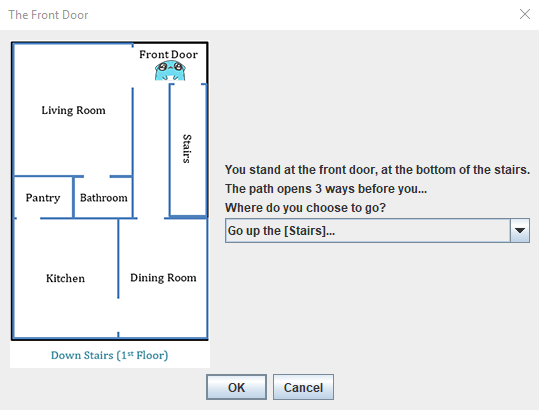 The Front Door
Front Door
Living Room
Stairs
Pantry
Bathroom
Kitchen
Dining Room
Down Stairs (1st Floor)
You stand at the front door, at the bottom of the stairs.
The path opens 3 ways before you...
Where do you choose to go?
Go up the [Stairs]...
OK
Cancel